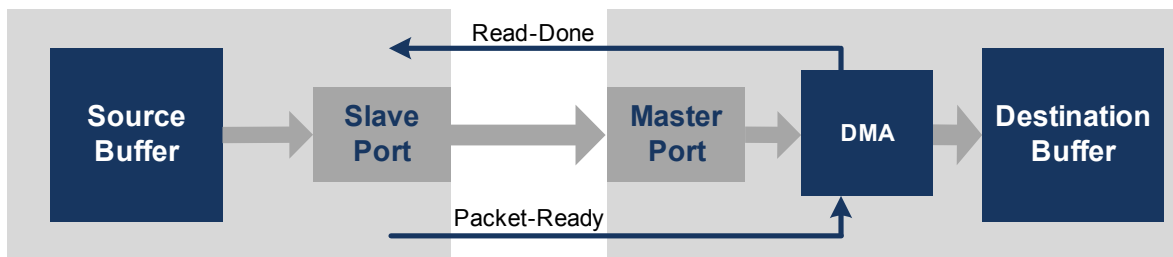 Read-Done
Source
Buffer
Slave
Port
Master
Port
DMA
Destination
Buffer
Packet-Ready